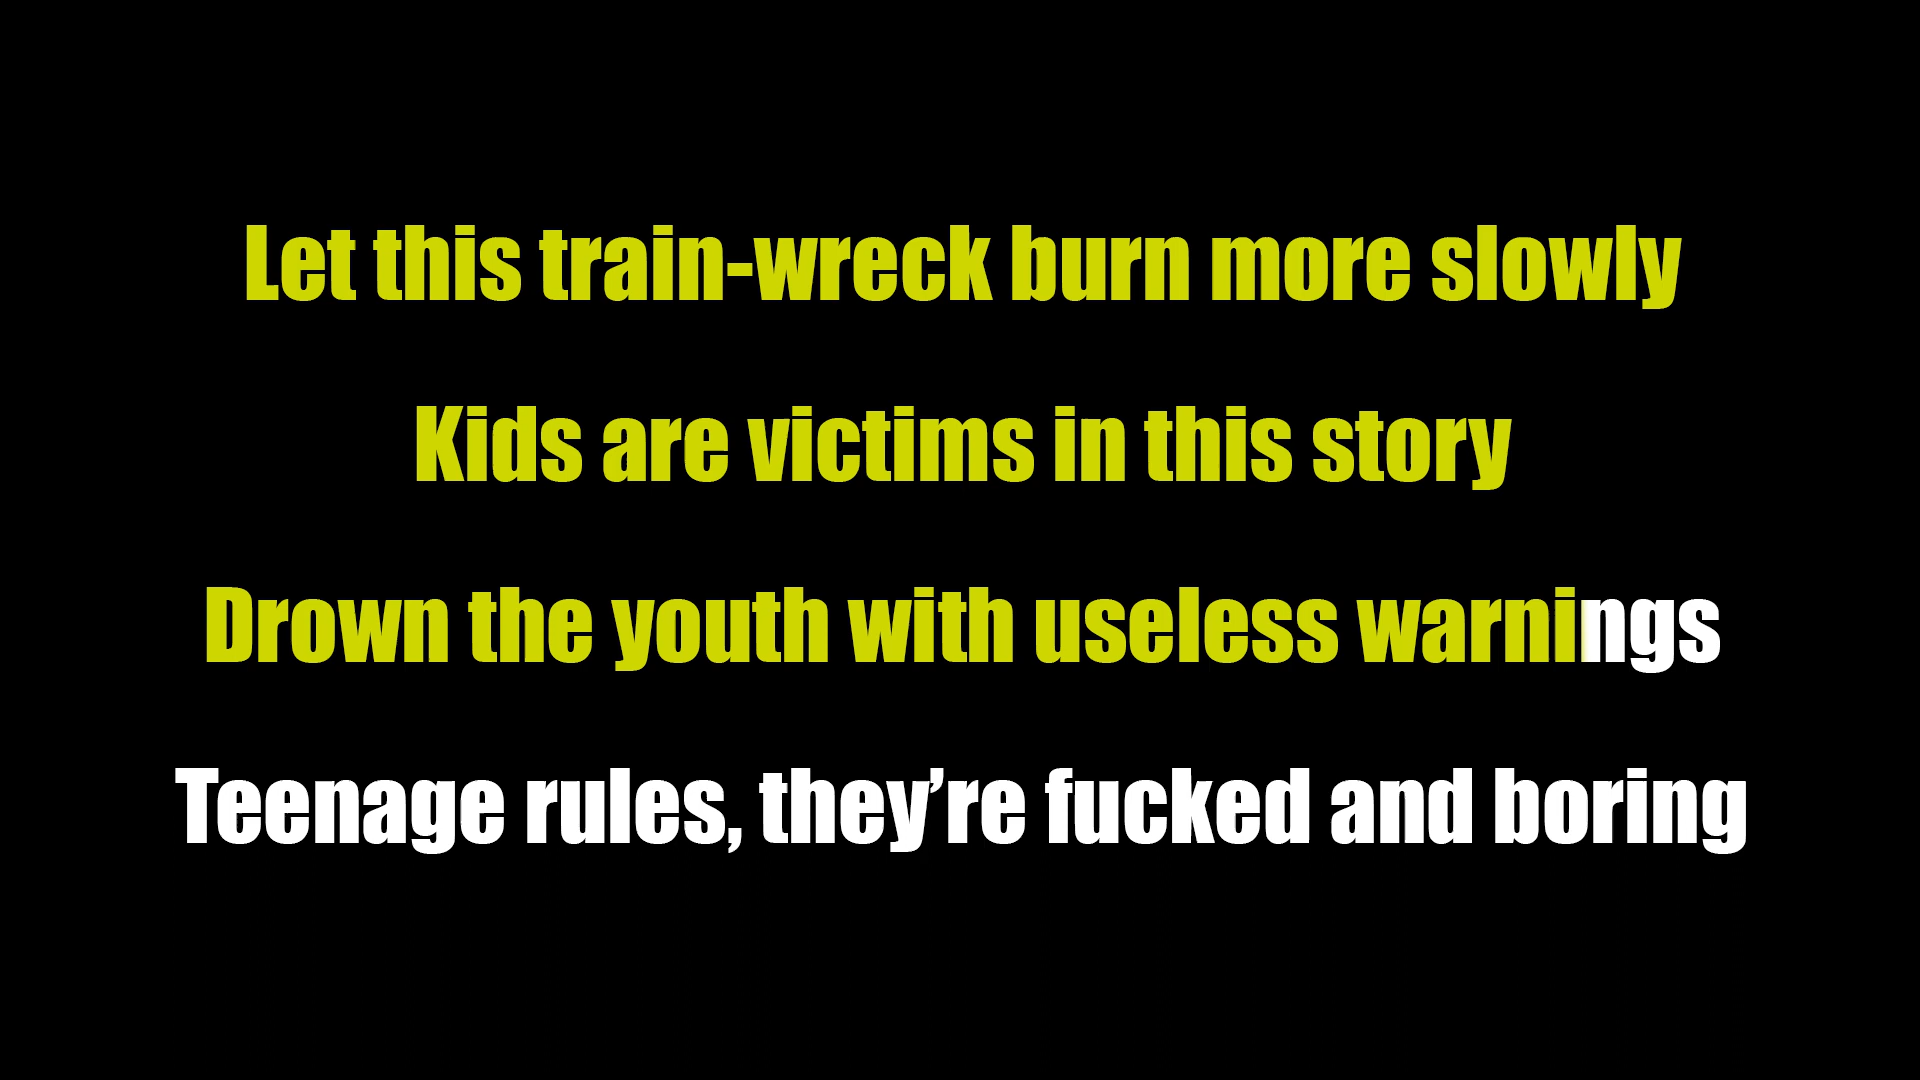 Let this train-wreck burn more slowly
Kids are victims in this story
Drown the youth with useless warnings
Teenage rules, they’re fucked and boring